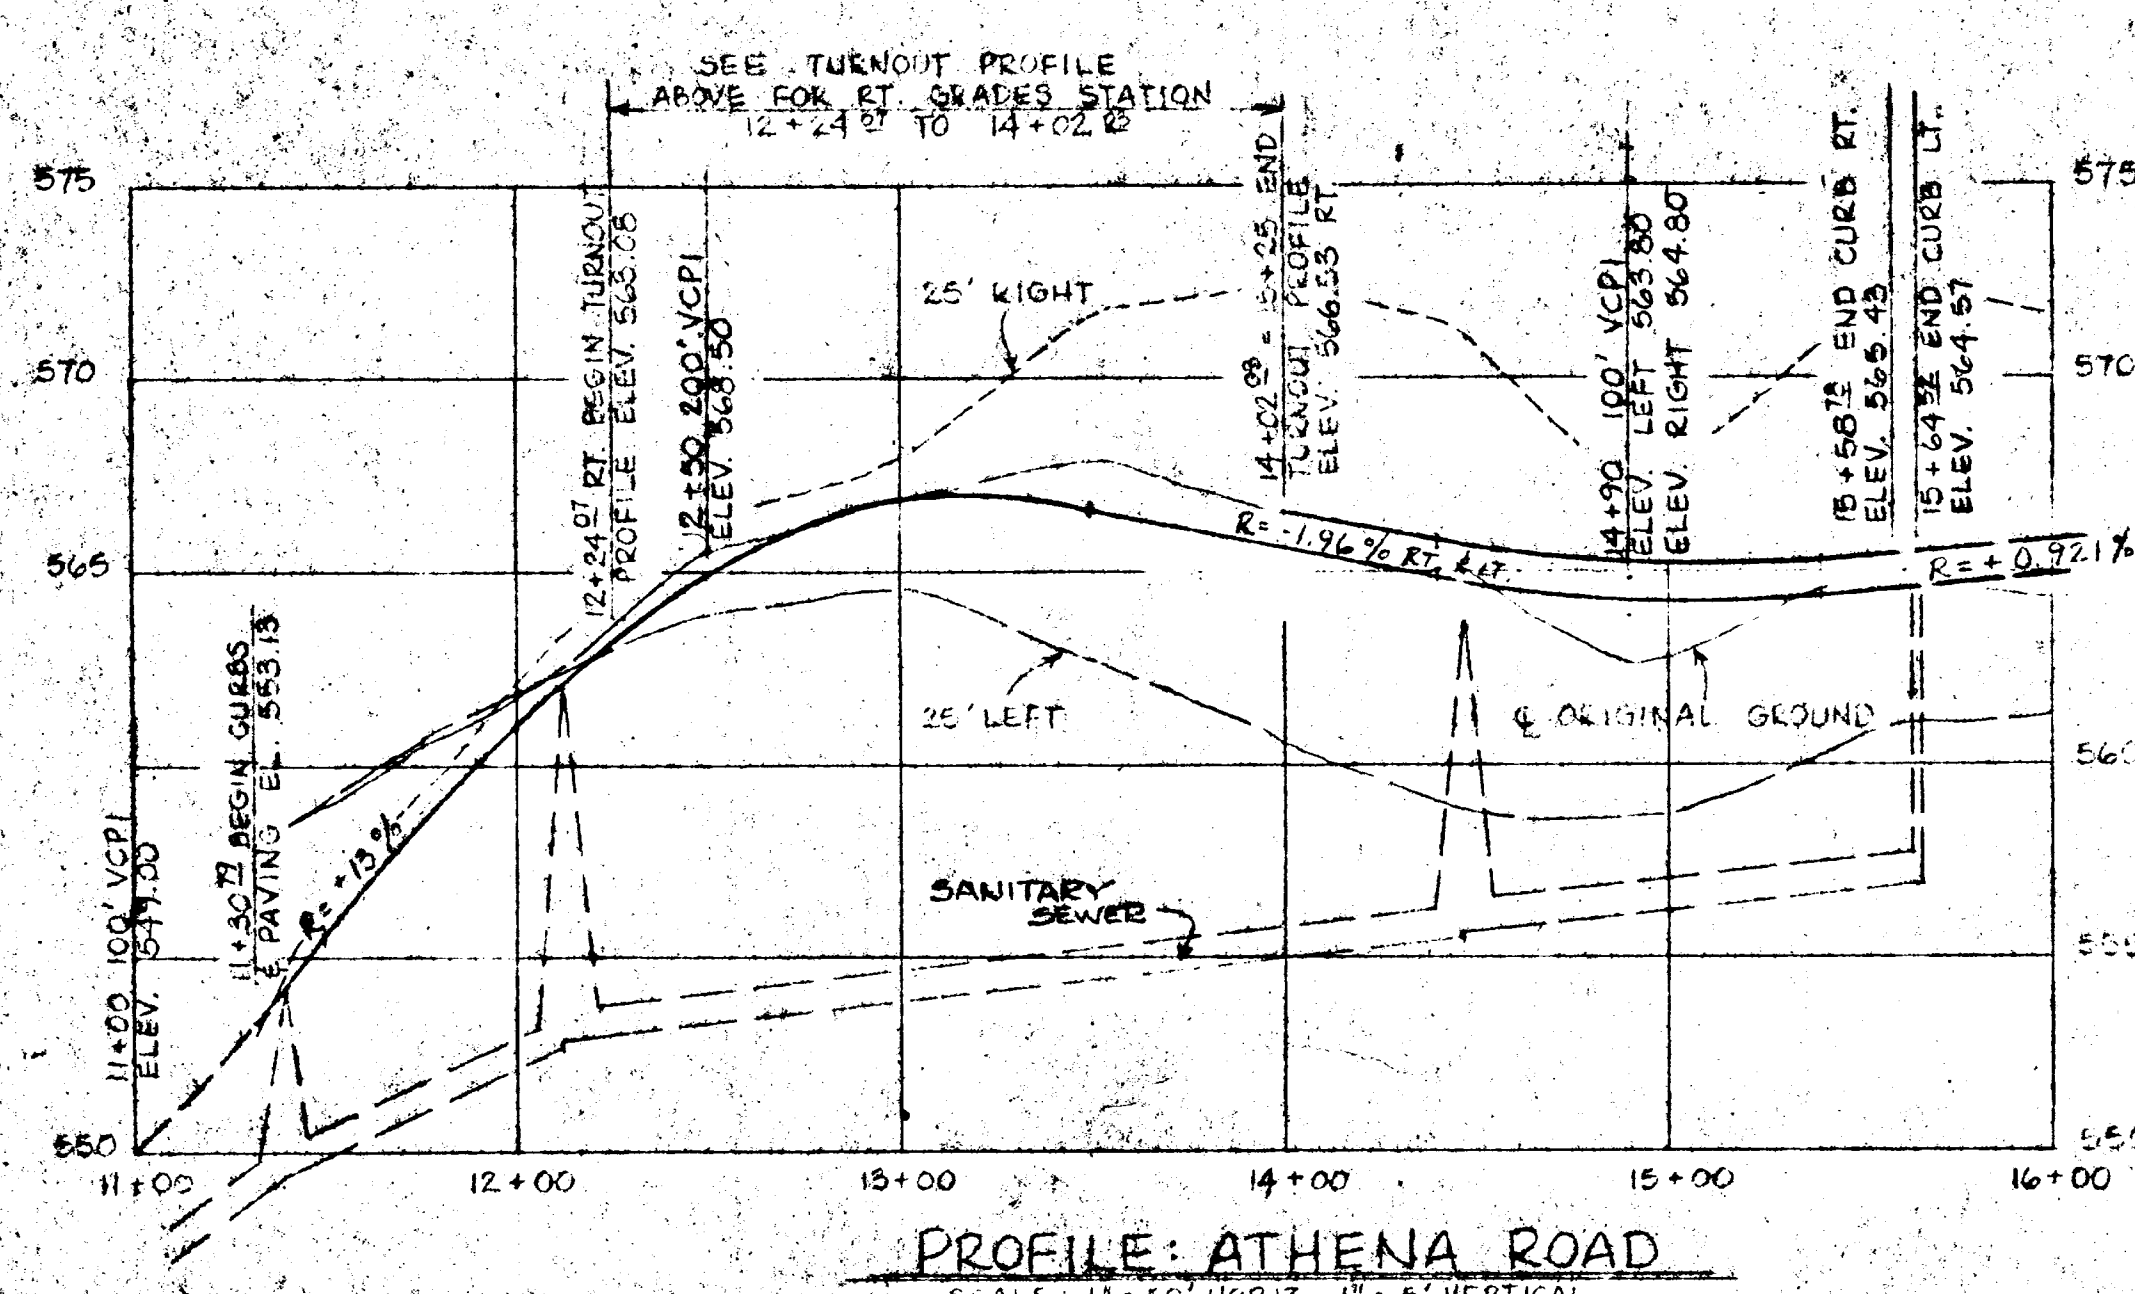 SEE TURNOUT PROFILE
ABOVE FOR RT. GRADES STATION
12+24 07 TO 14+02
575
575
570
570
565
560
550
11+00 100' VCPI
ELEV. 549.00
11+30 79 BEGIN CURBS
℄ PAVING EL. 553.13
R= +13%
12+24 07 RT. BEGIN TURNOUT
PROFILE ELEV. 563.08
12+50 200' VCPI
ELEV. 568.50
25' RIGHT
25' LEFT
14+02 08 = 5+25 END
TURNOUT PROFILE
ELEV. 566.53 RT.
R= -1.96% RT. & LT.
14+90 100' VCPI
ELEV. LEFT 563.80
ELEV. RIGHT 564.80
15+58 78 END CURB RT.
ELEV. 565.43
15+64 32 END CURB LT.
ELEV. 564.57
R=+0.921%
℄ ORIGINAL GROUND
SANITARY
SEWER
11+00
12+00
13+00
14+00
15+00
16+00
PROFILE: ATHENA ROAD